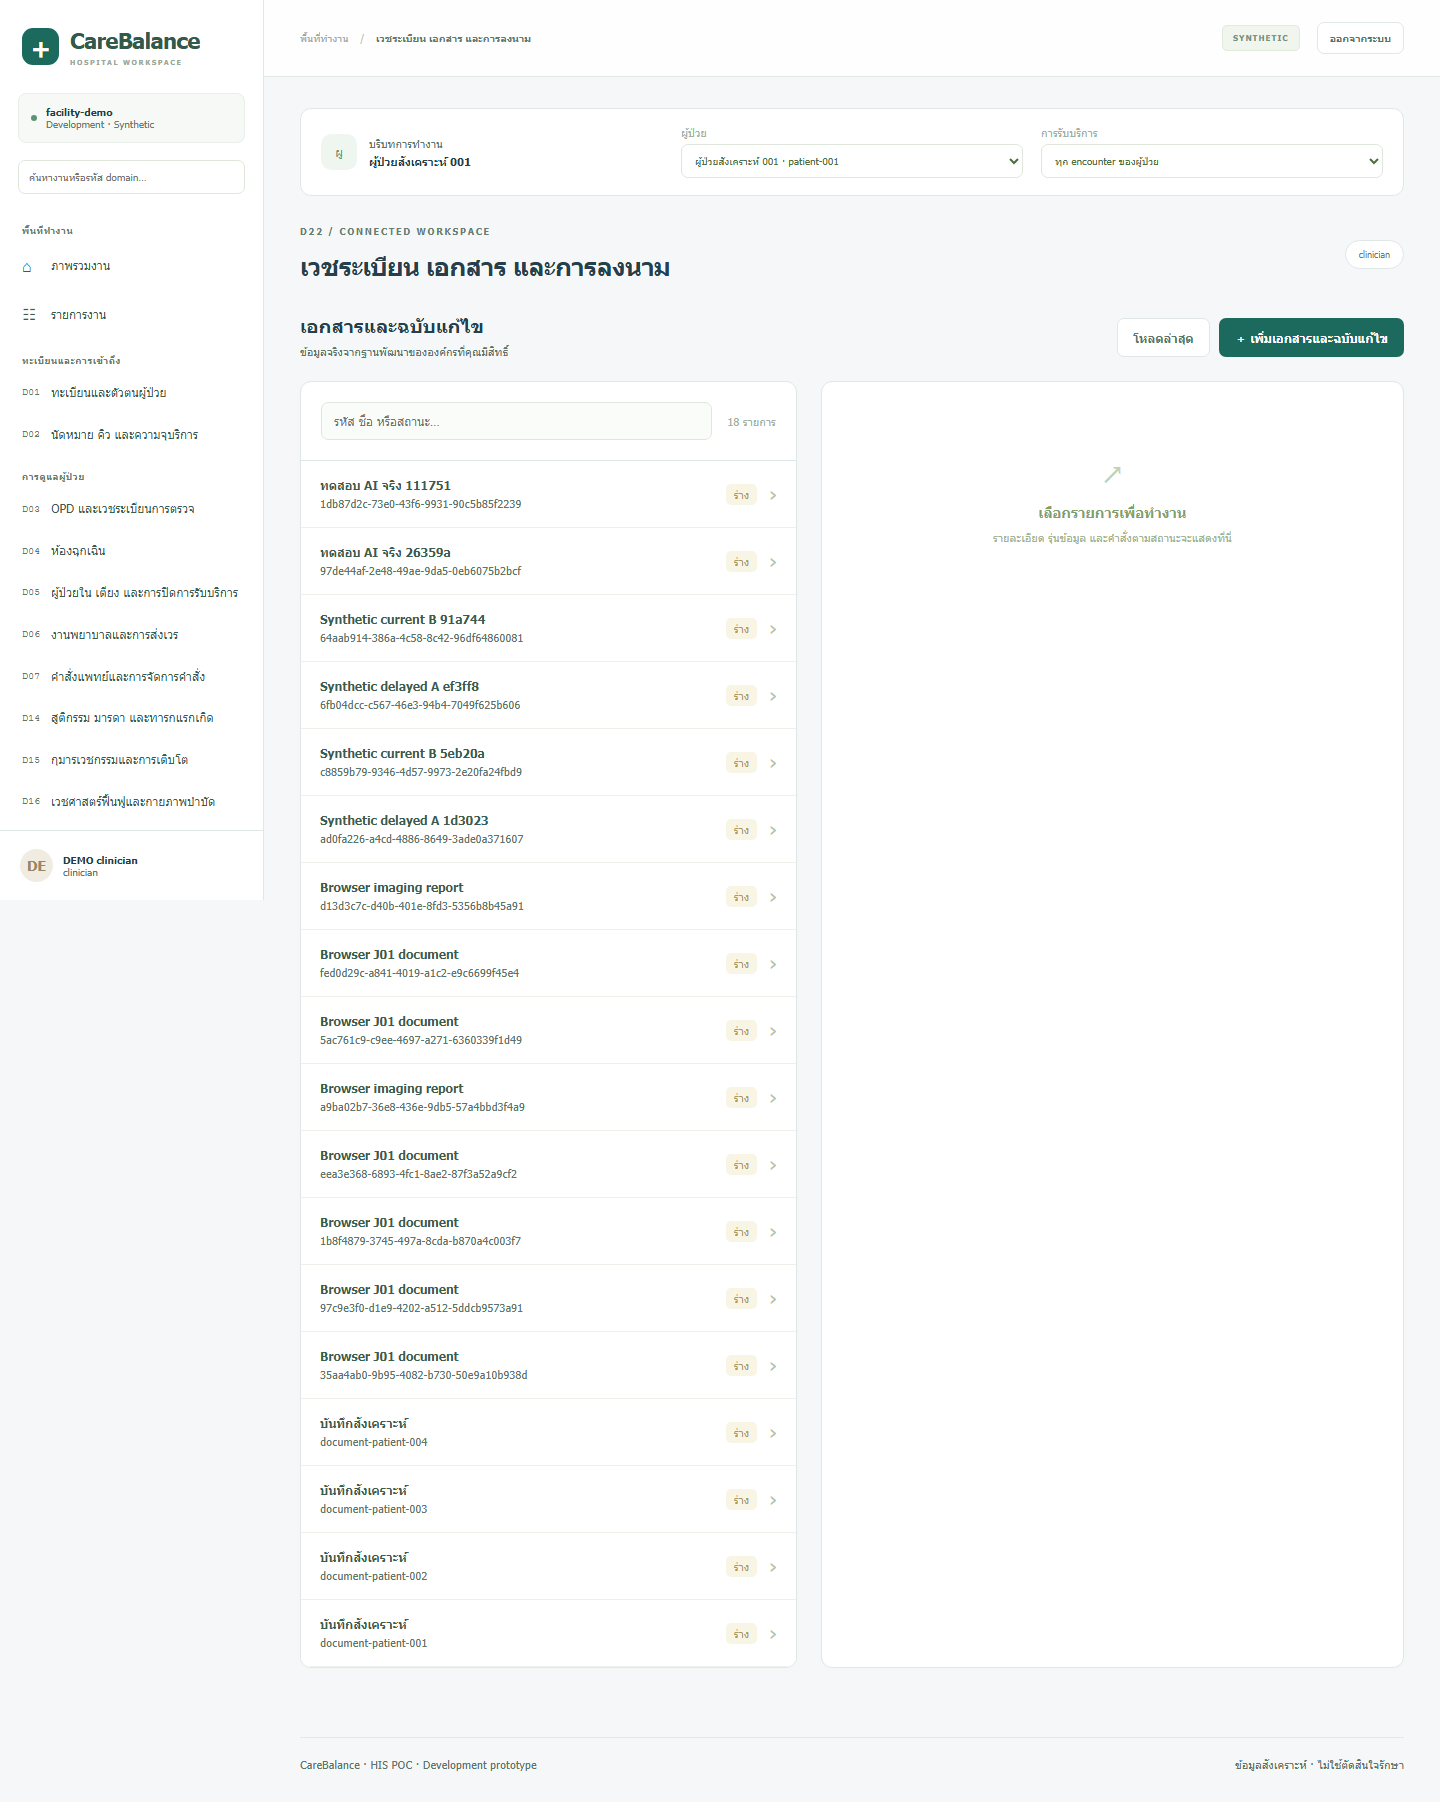 CareBalance
HOSPITAL WORKSPACE
facility-demo
Development · Synthetic
ค้นหางานหรือรหัส domain...
พื้นที่ทำงาน
ภาพรวมงาน
รายการงาน
ทะเบียนและการเข้าถึง
D01 ทะเบียนและตัวตนผู้ป่วย
D02 นัดหมาย คิว และความจุบริการ
การดูแลผู้ป่วย
D03 OPD และเวชระเบียนการตรวจ
D04 ห้องฉุกเฉิน
D05 ผู้ป่วยใน เตียง และการปิดการรับบริการ
D06 งานพยาบาลและการส่งเวร
D07 คำสั่งแพทย์และการจัดการคำสั่ง
D14 สูติกรรม มารดา และทารกแรกเกิด
D15 กุมารเวชกรรมและการเติบโต
D16 เวชศาสตร์ฟื้นฟูและกายภาพบำบัด
DE
DEMO clinician
clinician
พื้นที่ทำงาน / เวชระเบียน เอกสาร และการลงนาม
SYNTHETIC
ออกจากระบบ
ผู
บริบทการทำงาน
ผู้ป่วยสังเคราะห์ 001
ผู้ป่วย
ผู้ป่วยสังเคราะห์ 001 · patient-001
การรับบริการ
ทุก encounter ของผู้ป่วย
D22 / CONNECTED WORKSPACE
เวชระเบียน เอกสาร และการลงนาม
clinician
เอกสารและฉบับแก้ไข
ข้อมูลจริงจากฐานพัฒนาขององค์กรที่คุณมีสิทธิ์
โหลดล่าสุด
+ เพิ่มเอกสารและฉบับแก้ไข
รหัส ชื่อ หรือสถานะ...
18 รายการ
ทดสอบ AI จริง 111751
1db87d2c-73e0-43f6-9931-90c5b85f2239
ร่าง
ทดสอบ AI จริง 26359a
97de44af-2e48-49ae-9da5-0eb6075b2bcf
ร่าง
Synthetic current B 91a744
64aab914-386a-4c58-8c42-96df64860081
ร่าง
Synthetic delayed A ef3ff8
6fb04dcc-c567-46e3-94b4-7049f625b606
ร่าง
Synthetic current B 5eb20a
c8859b79-9346-4d57-9973-2e20fa24fbd9
ร่าง
Synthetic delayed A 1d3023
ad0fa226-a4cd-4886-8649-3ade0a371607
ร่าง
Browser imaging report
d13d3c7c-d40b-401e-8fd3-5356b8b45a91
ร่าง
Browser J01 document
fed0d29c-a841-4019-a1c2-e9c6699f45e4
ร่าง
Browser J01 document
5ac761c9-c9ee-4697-a271-6360339f1d49
ร่าง
Browser imaging report
a9ba02b7-36e8-436e-9db5-57a4bbd3f4a9
ร่าง
Browser J01 document
eea3e368-6893-4fc1-8ae2-87f3a52a9cf2
ร่าง
Browser J01 document
1b8f4879-3745-497a-8cda-b870a4c003f7
ร่าง
Browser J01 document
97c9e3f0-d1e9-4202-a512-5ddcb9573a91
ร่าง
Browser J01 document
35aa4ab0-9b95-4082-b730-50e9a10b938d
ร่าง
บันทึกสังเคราะห์
document-patient-004
ร่าง
บันทึกสังเคราะห์
document-patient-003
ร่าง
บันทึกสังเคราะห์
document-patient-002
ร่าง
บันทึกสังเคราะห์
document-patient-001
ร่าง
เลือกรายการเพื่อทำงาน
รายละเอียด รุ่นข้อมูล และคำสั่งตามสถานะจะแสดงที่นี่
CareBalance · HIS POC · Development prototype
ข้อมูลสังเคราะห์ · ไม่ใช้ตัดสินใจรักษา